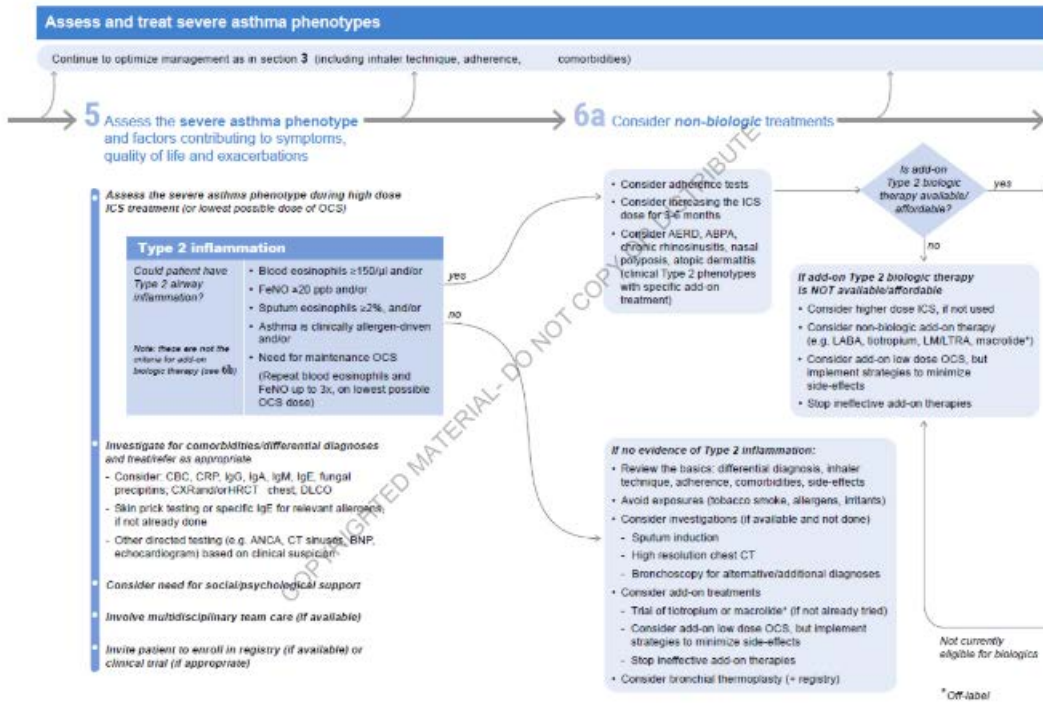 Assess and treat severe asthma phenotypes
Continue to optimize management as in section 3 (including inhaler technique, adherence, comorbidities)
5 Assess the severe asthma phenotype
and factors contributing to symptoms,
quality of life and exacerbations
Assess the severe asthma phenotype during high dose
ICS treatment (or lowest possible dose of OCS)
Type 2 inflammation
Could patient have
Type 2 airway
inflammation?
Note: these are not the
criteria for add-on
biologic therapy (see 6b)
• Blood eosinophils ≥150/μl and/or
• FeNO ≥20 ppb and/or
• Sputum eosinophils ≥2%, and/or
• Asthma is clinically allergen-driven
and/or
• Need for maintenance OCS
(Repeat blood eosinophils and
FeNO up to 3x, on lowest possible
OCS dose)
yes
no
Investigate for comorbidities/differential diagnoses
and treat/refer as appropriate
- Consider: CBC, CRP, IgG, IgA, IgM, IgE, fungal
precipitins, CXRand/orHRCT chest, DLCO
- Skin prick testing or specific IgE for relevant allergens,
if not already done
- Other directed testing (e.g. ANCA, CT sinuses, BNP,
echocardiogram) based on clinical suspicion
Consider need for social/psychological support
Involve multidisciplinary team care (if available)
Invite patient to enroll in registry (if available) or
clinical trial (if appropriate)
6a Consider non-biologic treatments
• Consider adherence tests
• Consider increasing the ICS
dose for 3-6 months
• Consider AERD, ABPA,
chronic rhinosinusitis, nasal
polyposis, atopic dermatitis
(clinical Type 2 phenotypes
with specific add-on
treatment)
Is add-on
Type 2 biologic
therapy available/
affordable?
yes
no
If add-on Type 2 biologic therapy
is NOT available/affordable
• Consider higher dose ICS, if not used
• Consider non-biologic add-on therapy
(e.g. LABA, tiotropium, LM/LTRA, macrolide*)
• Consider add-on low dose OCS, but
implement strategies to minimize
side-effects
• Stop ineffective add-on therapies
If no evidence of Type 2 inflammation:
• Review the basics: differential diagnosis, inhaler
technique, adherence, comorbidities, side-effects
• Avoid exposures (tobacco smoke, allergens, irritants)
• Consider investigations (if available and not done)
- Sputum induction
- High resolution chest CT
- Bronchoscopy for alternative/additional diagnoses
• Consider add-on treatments
- Trial of tiotropium or macrolide* (if not already tried)
- Consider add-on low dose OCS, but implement
strategies to minimize side-effects
- Stop ineffective add-on therapies
• Consider bronchial thermoplasty (+ registry)
Not currently
eligible for biologics
*Off-label
COPYRIGHTED MATERIAL- DO NOT COPY OR DISTRIBUTE